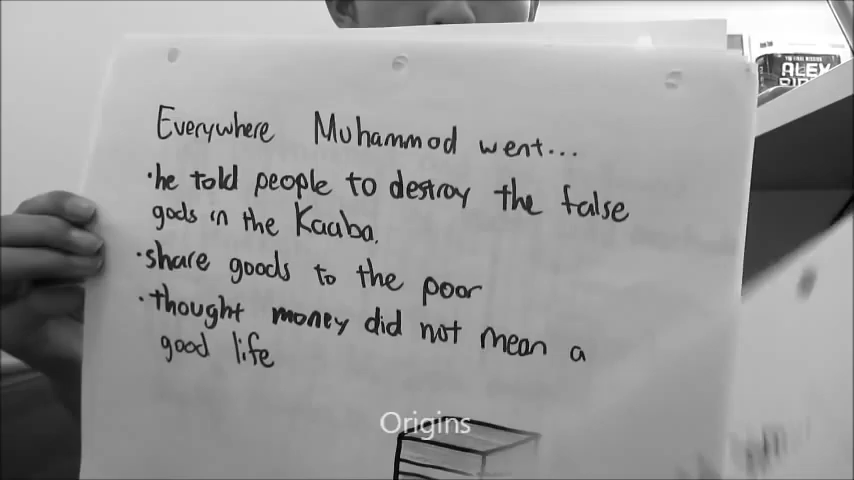 Everywhere Muhammod went...
•he told people to destroy the false
gods in the Kaaba.
•share goods to the poor
•thought money did not mean a
good life
Origins
ALEX